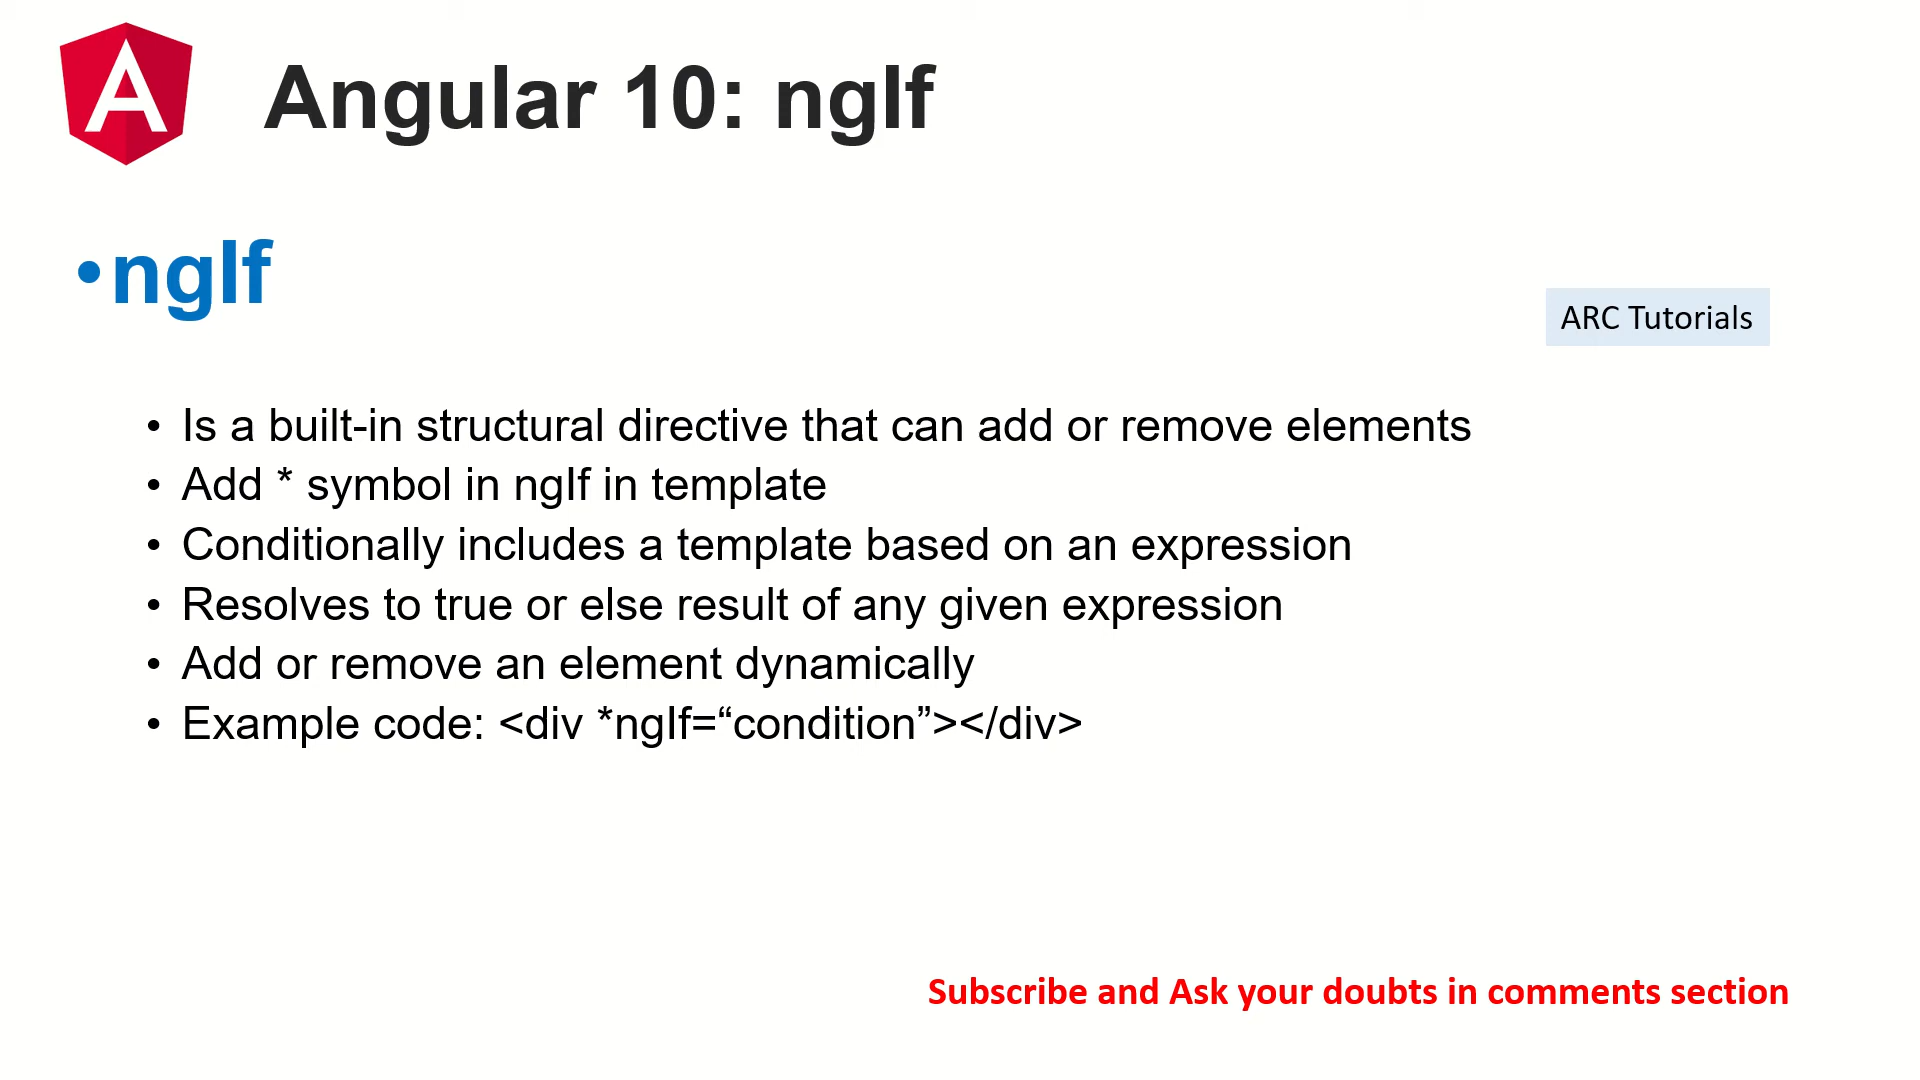 A
Angular 10: ngIf
•ngIf
ARC Tutorials
• Is a built-in structural directive that can add or remove elements
• Add * symbol in ngIf in template
• Conditionally includes a template based on an expression
• Resolves to true or else result of any given expression
• Add or remove an element dynamically
• Example code: <div *ngIf=“condition”></div>
Subscribe and Ask your doubts in comments section